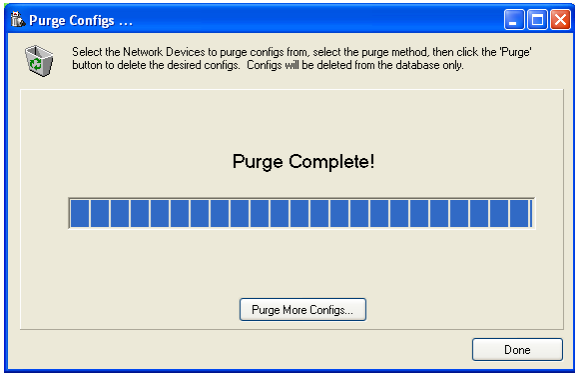 Purge Configs ...
Select the Network Devices to purge configs from, select the purge method, then click the 'Purge'
button to delete the desired configs. Configs will be deleted from the database only.
Purge Complete!
Purge More Configs...
Done